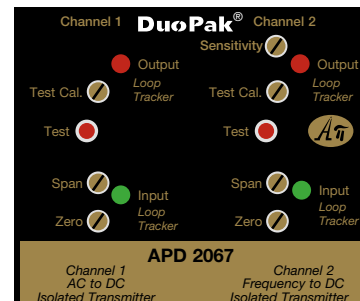 Channel 1 DuoPak® Channel 2
Sensitivity
Output Output
Loop Tracker Loop Tracker
Test Cal. Test Cal.
Test Test
Span Span
Input Input
Loop Tracker Loop Tracker
Zero Zero
APD 2067
Channel 1 Channel 2
AC to DC Frequency to DC
Isolated Transmitter Isolated Transmitter